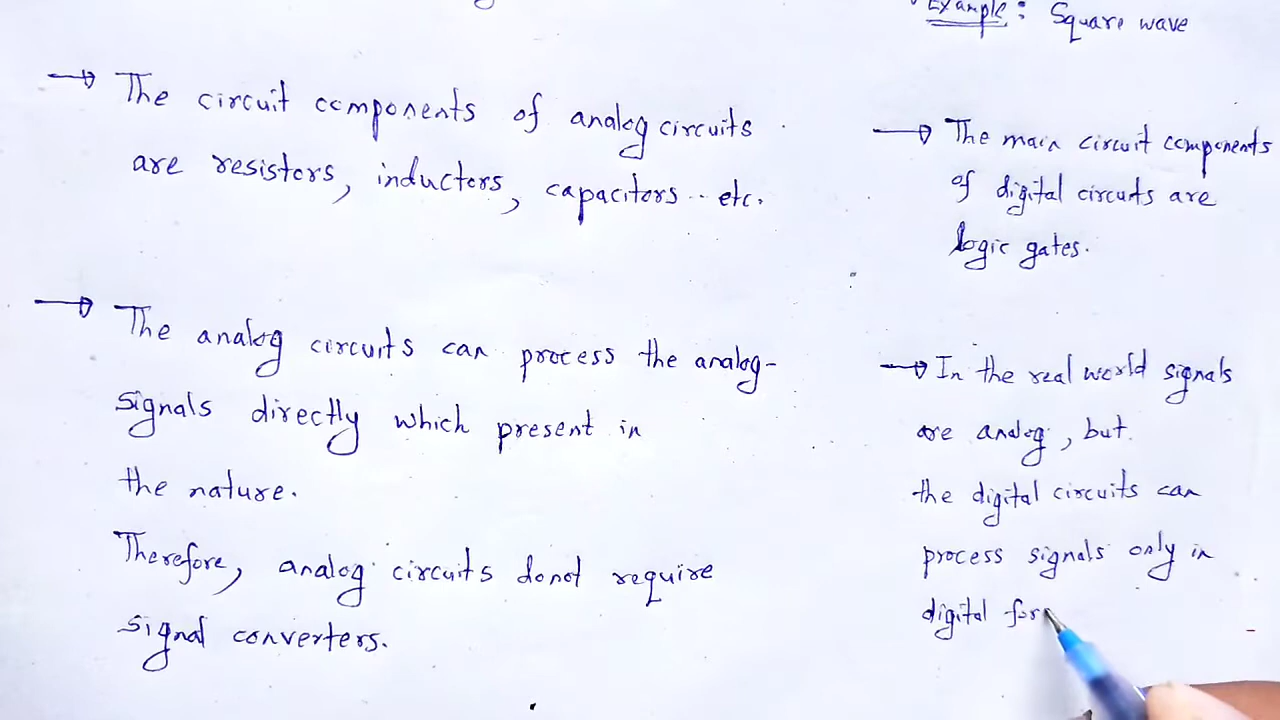 The circuit components of analog circuits
are resistors, inductors, capacitors... etc.
The analog circuits can process the analog-
signals directly which present in
the nature.
Therefore, analog circuits do not require
signal converters.
Example: Square wave
The main circuit components
of digital circuits are
logic gates.
In the real world signals
are analog, but
the digital circuits can
process signals only in
digital for